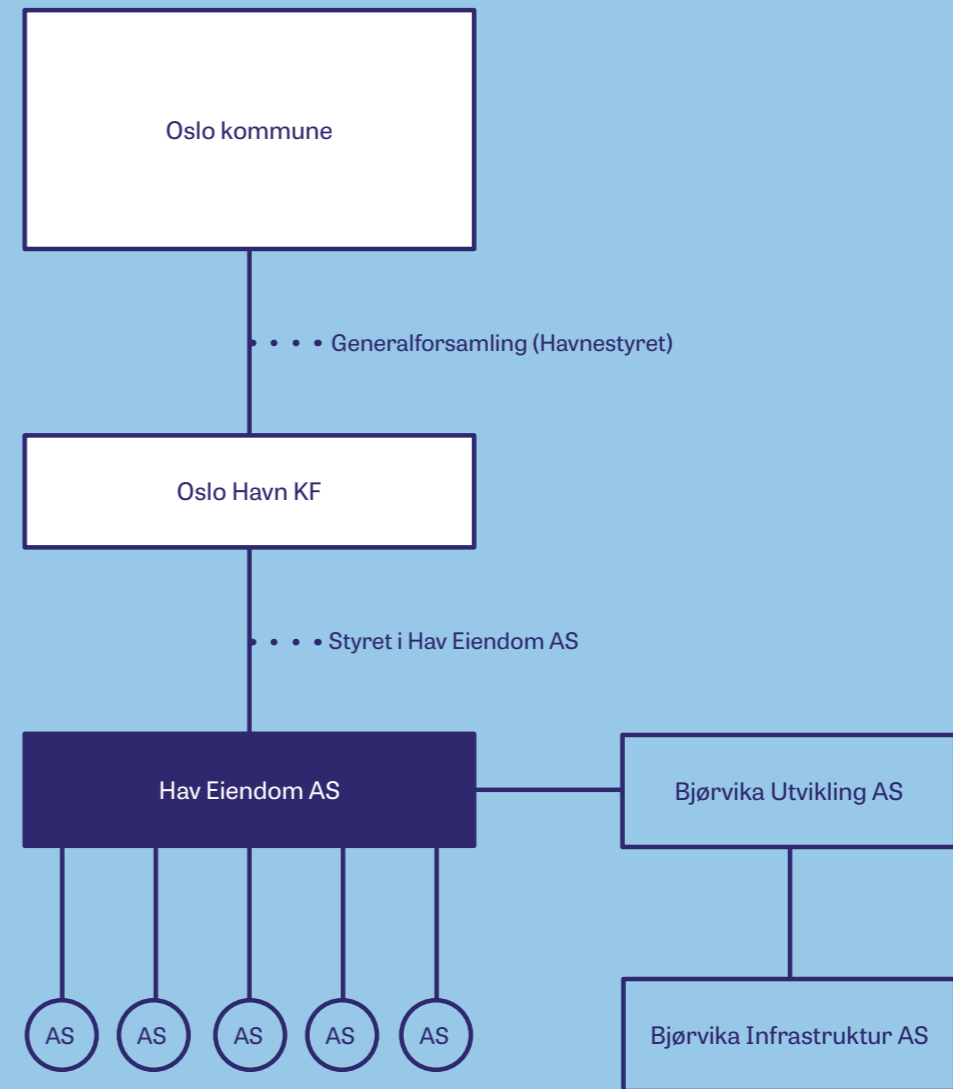 Oslo kommune
Generalforsamling (Havnestyret)
Oslo Havn KF
Styret i Hav Eiendom AS
Hav Eiendom AS
Bjørvika Utvikling AS
AS
AS
AS
AS
AS
Bjørvika Infrastruktur AS